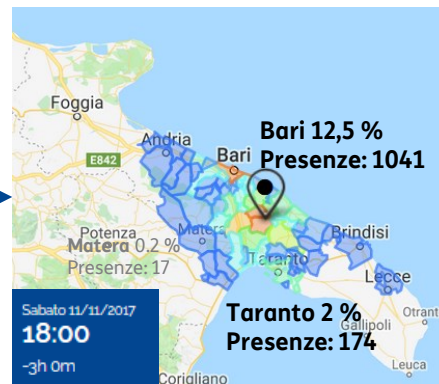 Foggia
Andria
Bari
E842
Bari 12,5 %
Presenze: 1041
Potenza
Matera
Matera 0.2 %
Presenze: 17
Brindisi
Taranto
Lecce
Sabato 11/11/2017
18:00
-3h 0m
Taranto 2 %
Presenze: 174
Otrant
Gallipoli
Leuca
Corigliano